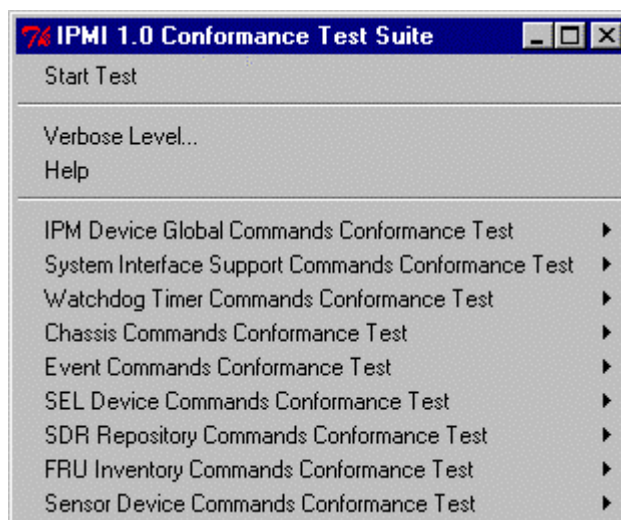 IPMI 1.0 Conformance Test Suite
Start Test
Verbose Level...
Help
IPM Device Global Commands Conformance Test
System Interface Support Commands Conformance Test
Watchdog Timer Commands Conformance Test
Chassis Commands Conformance Test
Event Commands Conformance Test
SEL Device Commands Conformance Test
SDR Repository Commands Conformance Test
FRU Inventory Commands Conformance Test
Sensor Device Commands Conformance Test